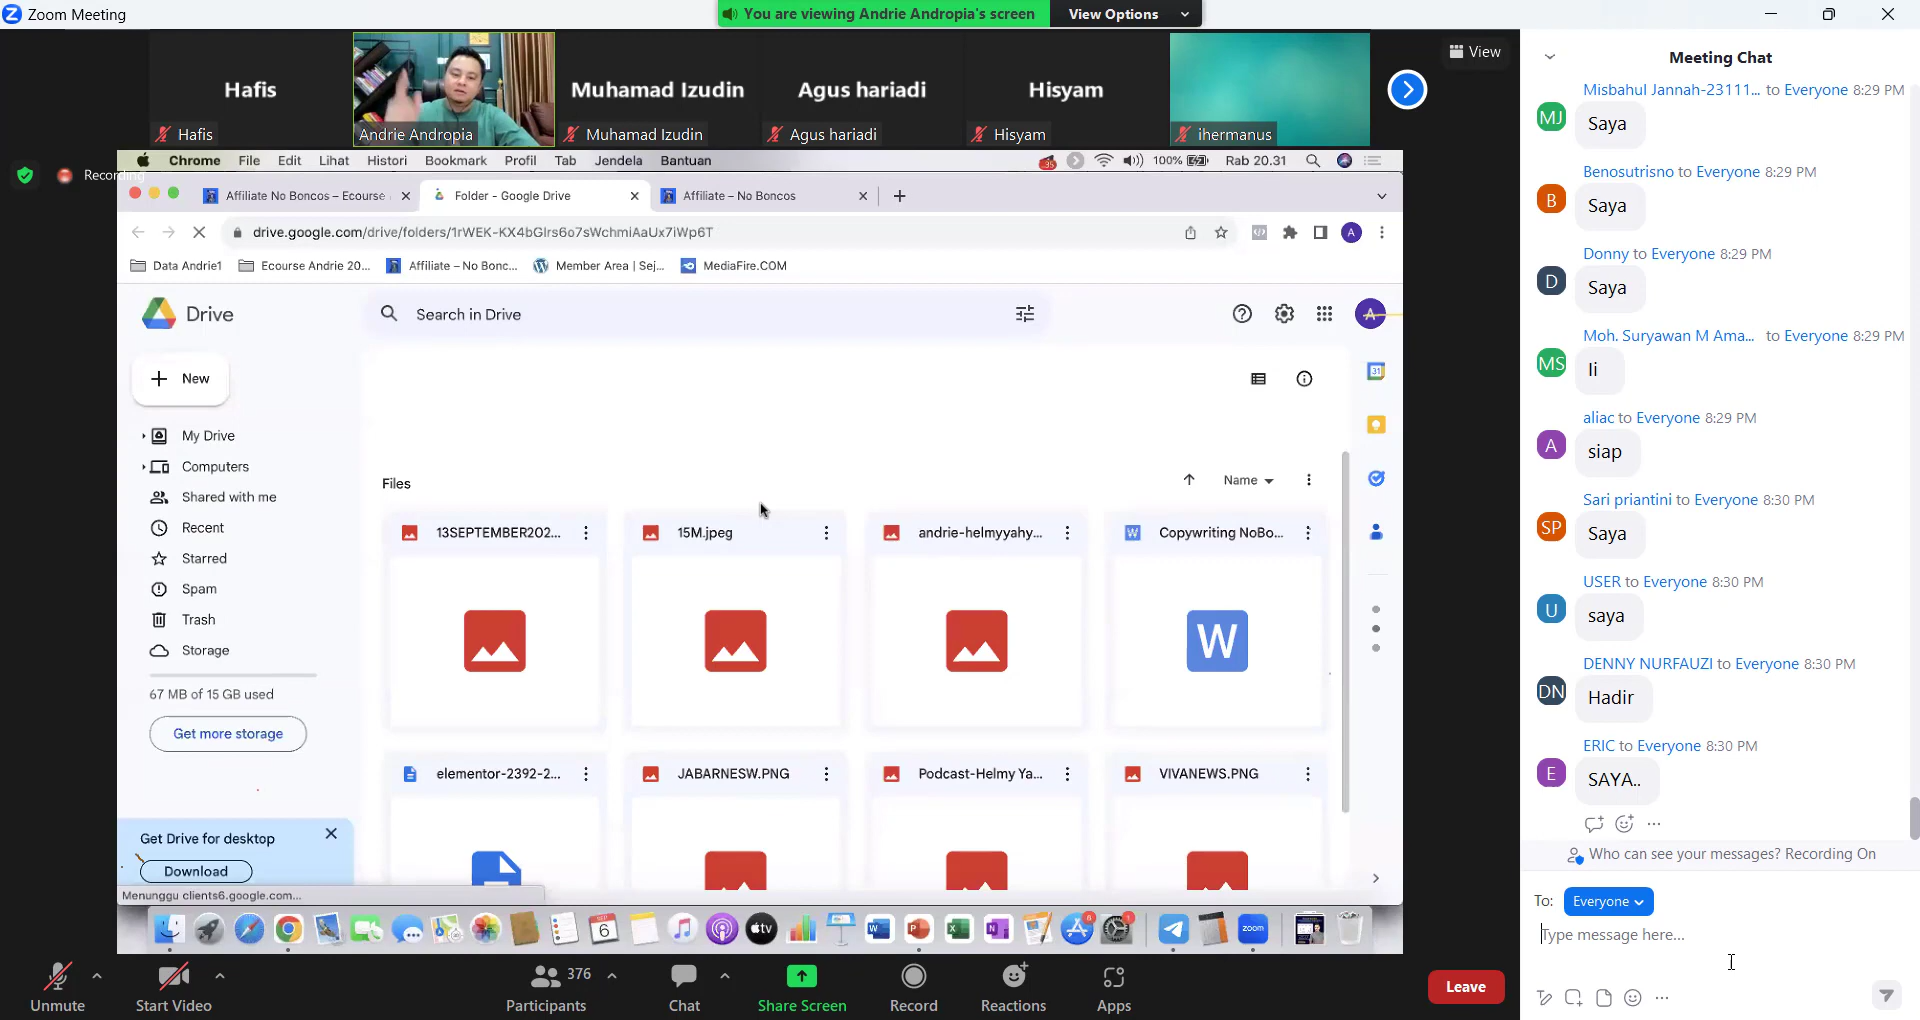 Zoom Meeting
You are viewing Andrie Andropia's screen
View Options
View
Hafis
Muhamad Izudin
Agus hariadi
Hisyam
Hafis
Andrie Andropia
Muhamad Izudin
Agus hariadi
Hisyam
ihermanus
Recording
Chrome File Edit Lihat Histori Bookmark Profil Tab Jendela Bantuan
100% Rab 20.31
Affiliate No Boncos – Ecourse
Folder - Google Drive
Affiliate – No Boncos
drive.google.com/drive/folders/1rWEK-KX4bGlrs6o7sWchmiAaUx7iWp6T
A
Data Andrie1
Ecourse Andrie 20...
Affiliate – No Bonc...
Member Area | Sej...
MediaFire.COM
Drive
Search in Drive
A
New
My Drive
Computers
Shared with me
Recent
Starred
Spam
Trash
Storage
67 MB of 15 GB used
Get more storage
Get Drive for desktop
Download
Menunggu clients6.google.com...
Files
Name
13SEPTEMBER202...
15M.jpeg
andrie-helmyyahy...
W Copywriting NoBo...
W
elementor-2392-2...
JABARNESW.PNG
Podcast-Helmy Ya...
VIVANEWS.PNG
31
6
tv
zoom
Unmute
Start Video
376
Participants
Chat
Share Screen
Record
Reactions
Apps
Leave
Meeting Chat
Misbahul Jannah-23111... to Everyone 8:29 PM
MJ
Saya
Benosutrisno to Everyone 8:29 PM
B
Saya
Donny to Everyone 8:29 PM
D
Saya
Moh. Suryawan M Ama... to Everyone 8:29 PM
MS
Ii
aliac to Everyone 8:29 PM
A
siap
Sari priantini to Everyone 8:30 PM
SP
Saya
USER to Everyone 8:30 PM
U
saya
DENNY NURFAUZI to Everyone 8:30 PM
DN
Hadir
ERIC to Everyone 8:30 PM
E
SAYA..
Who can see your messages? Recording On
To: Everyone
Type message here...